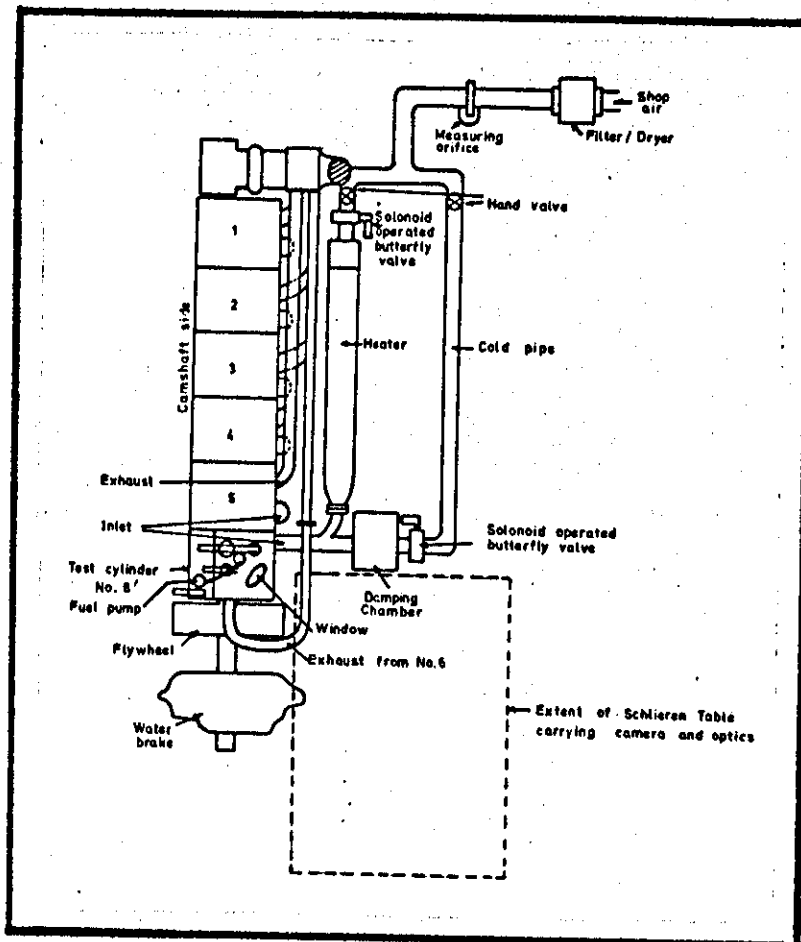 Shop
air
Measuring
orifice
Filter / Dryer
Hand valve
Solonoid
operated
butterfly
valve
1
2
3
4
5
Camshaft side
Heater
Cold pipe
Exhaust
Inlet
Solonoid operated
butterfly valve
Test cylinder
No. 8'
Fuel pump
Damping
Chamber
Window
Flywheel
Exhaust from No.6
Water
brake
Extent of Schlieren Table
carrying camera and optics